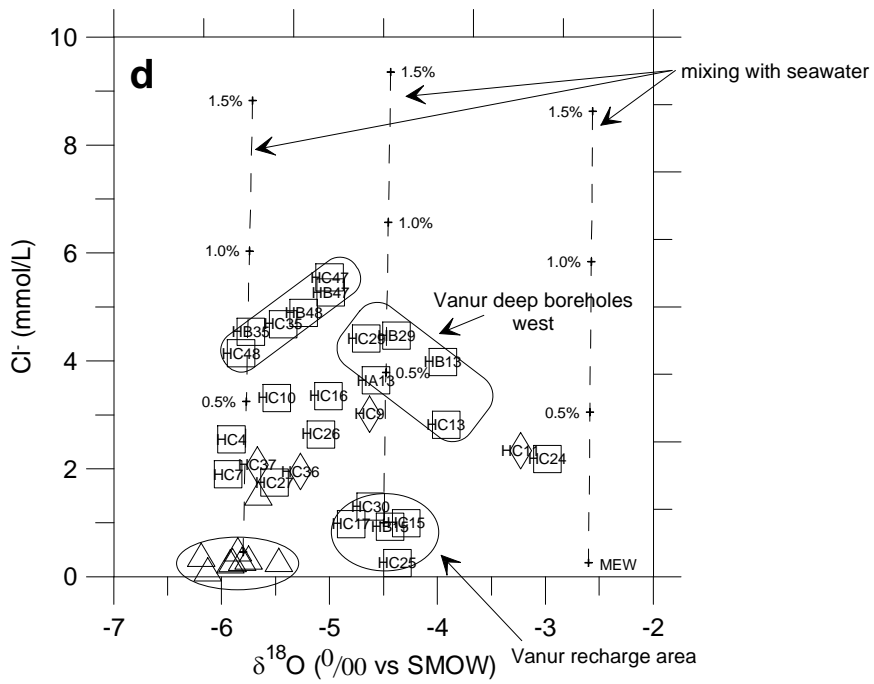 10
d
1.5%
1.5%
mixing with seawater
1.5%
8
1.0%
1.0%
1.0%
6
HC47
HB47
Vanur deep boreholes
west
HB48
HC35
HB35
HC29
HB29
HC48
HB13
4
0.5%
HA13
0.5%
HC10
HC16
HC9
0.5%
HC13
HC4
HC26
HC24
HC37
HC7
HC27
HC36
2
HC30
HC17
HB15
HC15
HC25
MEW
0
Cl- (mmol/L)
-7
-6
-5
-4
-3
-2
δ18O (0/00 vs SMOW)
Vanur recharge area